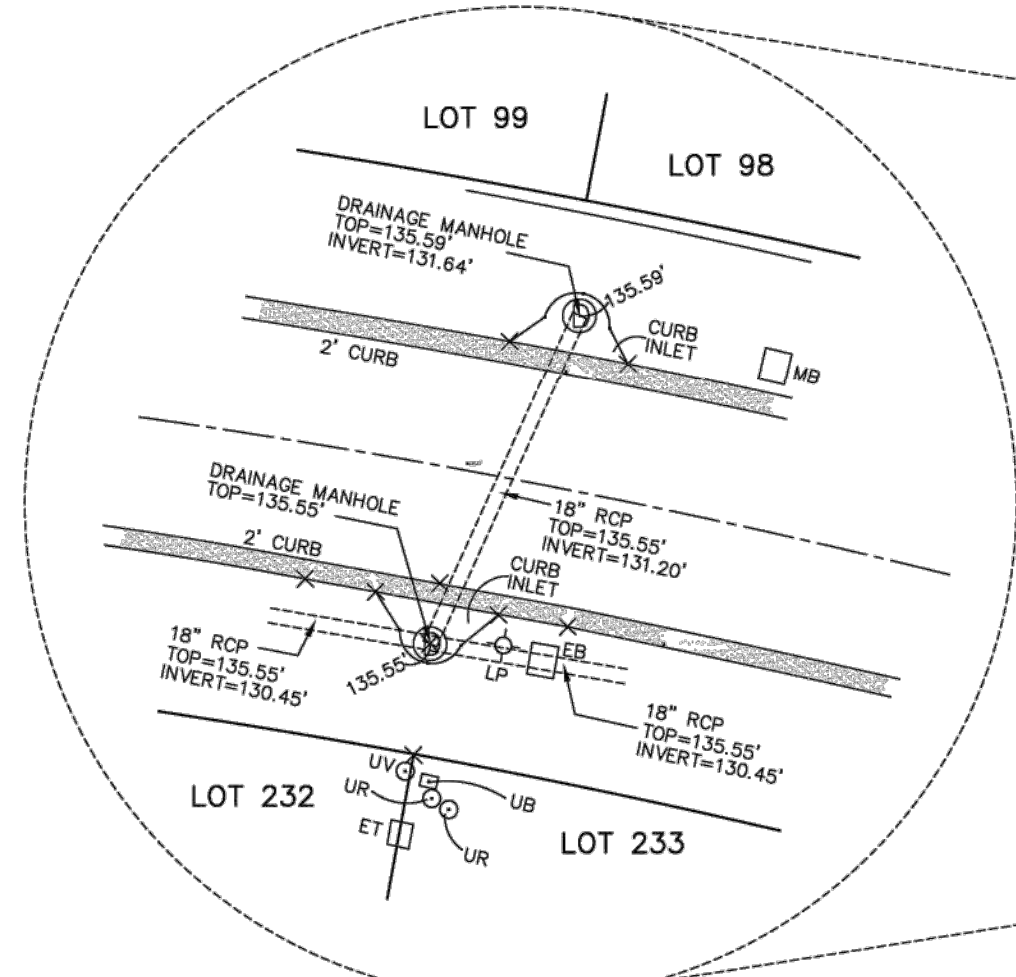 LOT 99
LOT 98
DRAINAGE MANHOLE
TOP=135.59'
INVERT=131.64'
135.59'
CURB
INLET
2' CURB
MB
DRAINAGE MANHOLE
TOP=135.55'
18" RCP
TOP=135.55'
INVERT=131.20'
2' CURB
CURB
INLET
18" RCP
TOP=135.55'
INVERT=130.45'
135.55'
LP
EB
18" RCP
TOP=135.55'
INVERT=130.45'
UV
UR
UB
ET
UR
LOT 232
LOT 233